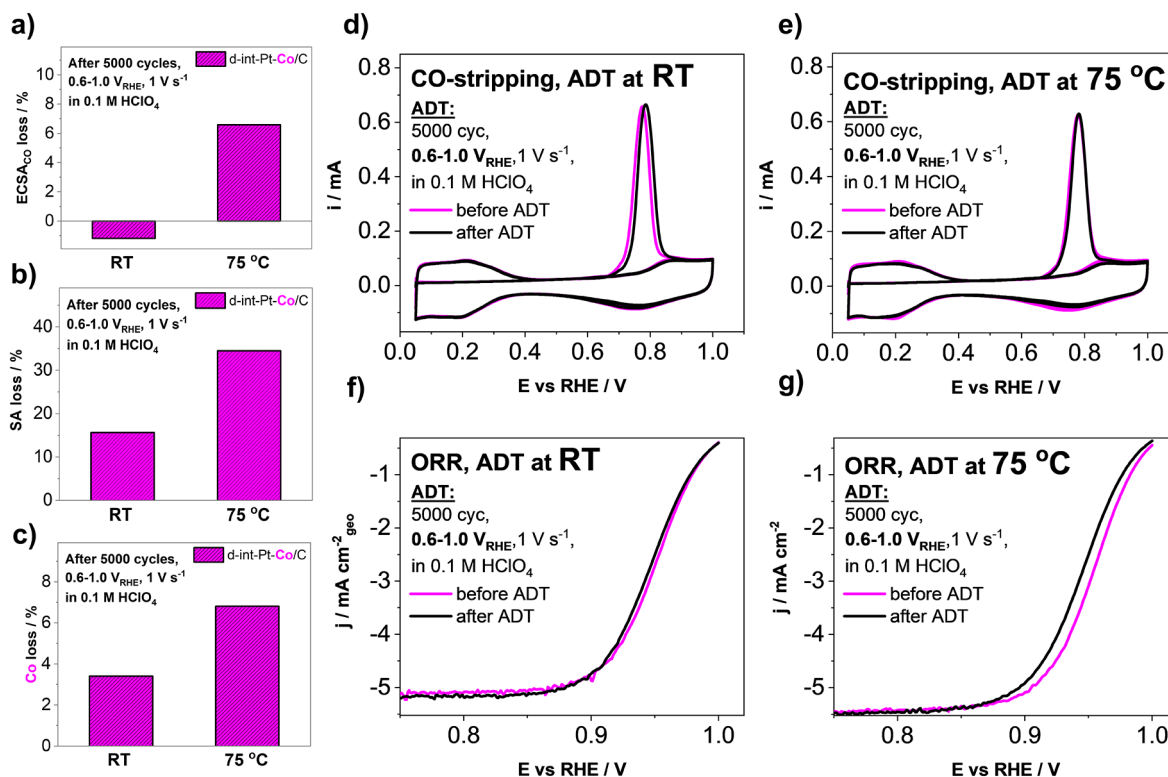 a)
After 5000 cycles,
0.6-1.0 V_RHE, 1 V s⁻¹
in 0.1 M HClO₄
d-int-Pt-Co/C
ECSA_CO loss / %
10
8
6
4
2
0
RT
75 °C
b)
After 5000 cycles,
0.6-1.0 V_RHE, 1 V s⁻¹
in 0.1 M HClO₄
d-int-Pt-Co/C
SA loss / %
40
30
20
10
0
RT
75 °C
c)
After 5000 cycles,
0.6-1.0 V_RHE, 1 V s⁻¹
in 0.1 M HClO₄
d-int-Pt-Co/C
Co loss / %
8
6
4
2
0
RT
75 °C
d)
CO-stripping, ADT at RT
ADT:
5000 cyc,
0.6-1.0 V_RHE,1 V s⁻¹,
in 0.1 M HClO₄
before ADT
after ADT
i / mA
0.8
0.6
0.4
0.2
0.0
0.0 0.2 0.4 0.6 0.8 1.0
E vs RHE / V
e)
CO-stripping, ADT at 75 °C
ADT:
5000 cyc,
0.6-1.0 V_RHE,1 V s⁻¹,
in 0.1 M HClO₄
before ADT
after ADT
i / mA
0.8
0.6
0.4
0.2
0.0
0.0 0.2 0.4 0.6 0.8 1.0
E vs RHE / V
f)
ORR, ADT at RT
ADT:
5000 cyc,
0.6-1.0 V_RHE,1 V s⁻¹,
in 0.1 M HClO₄
before ADT
after ADT
j / mA cm⁻²_geo
-1
-2
-3
-4
-5
0.8 0.9 1.0
E vs RHE / V
g)
ORR, ADT at 75 °C
ADT:
5000 cyc,
0.6-1.0 V_RHE,1 V s⁻¹,
in 0.1 M HClO₄
before ADT
after ADT
j / mA cm⁻²
-1
-2
-3
-4
-5
0.8 0.9 1.0
E vs RHE / V